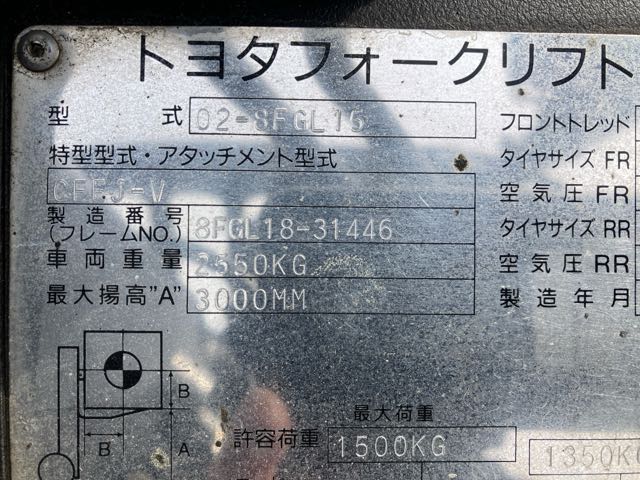 トヨタフォークリフト
型 式 02-8FGL15
特型型式・アタッチメント型式
製造番号 (フレームNO.) 8FGL18-31446
車両重量 2550KG
最大揚高"A" 3000MM
フロントトレッド
タイヤサイズ FR
空気圧 FR
タイヤサイズ RR
空気圧 RR
製造年月
B
B A
最大荷重
許容荷重 1500KG 1350KG